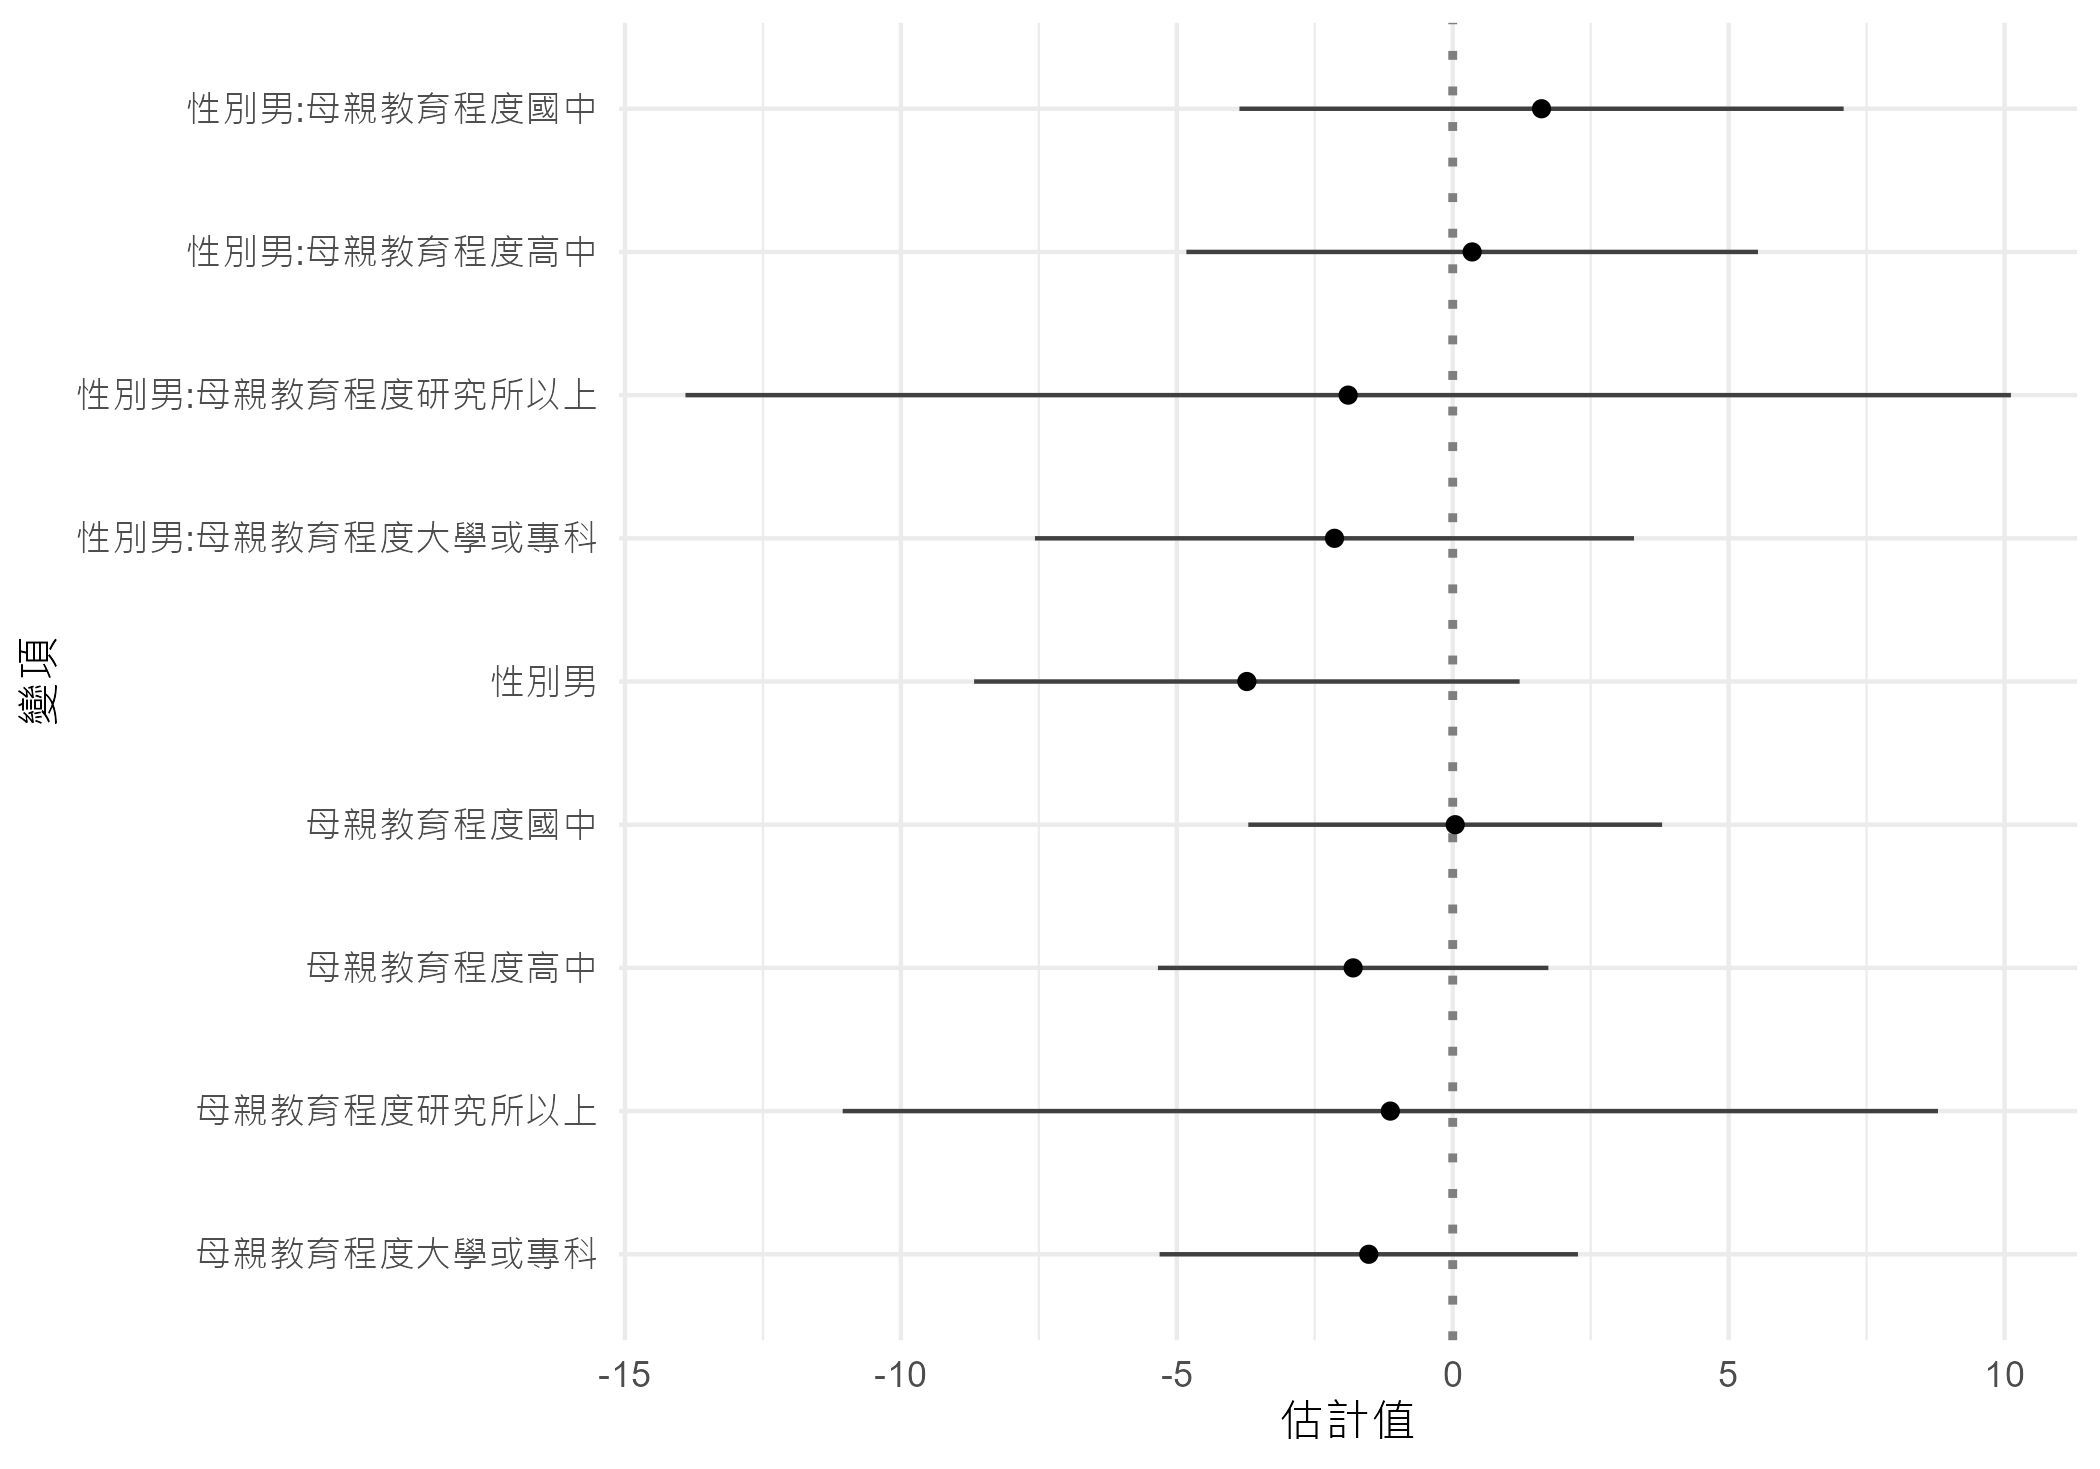 性別男:母親教育程度國中
性別男:母親教育程度高中
性別男:母親教育程度研究所以上
性別男:母親教育程度大學或專科
性別男
母親教育程度國中
母親教育程度高中
母親教育程度研究所以上
母親教育程度大學或專科
變項
-15 -10 -5 0 5 10
估計值